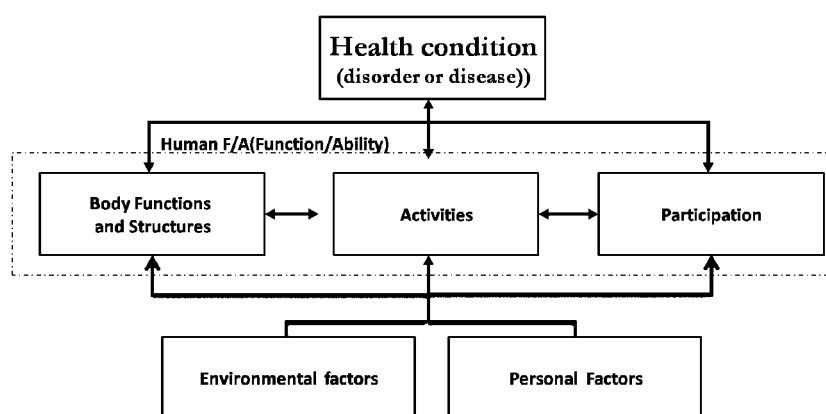 Health condition
(disorder or disease))
Human F/A(Function/Ability)
Body Functions
and Structures
Activities
Participation
Environmental factors
Personal Factors